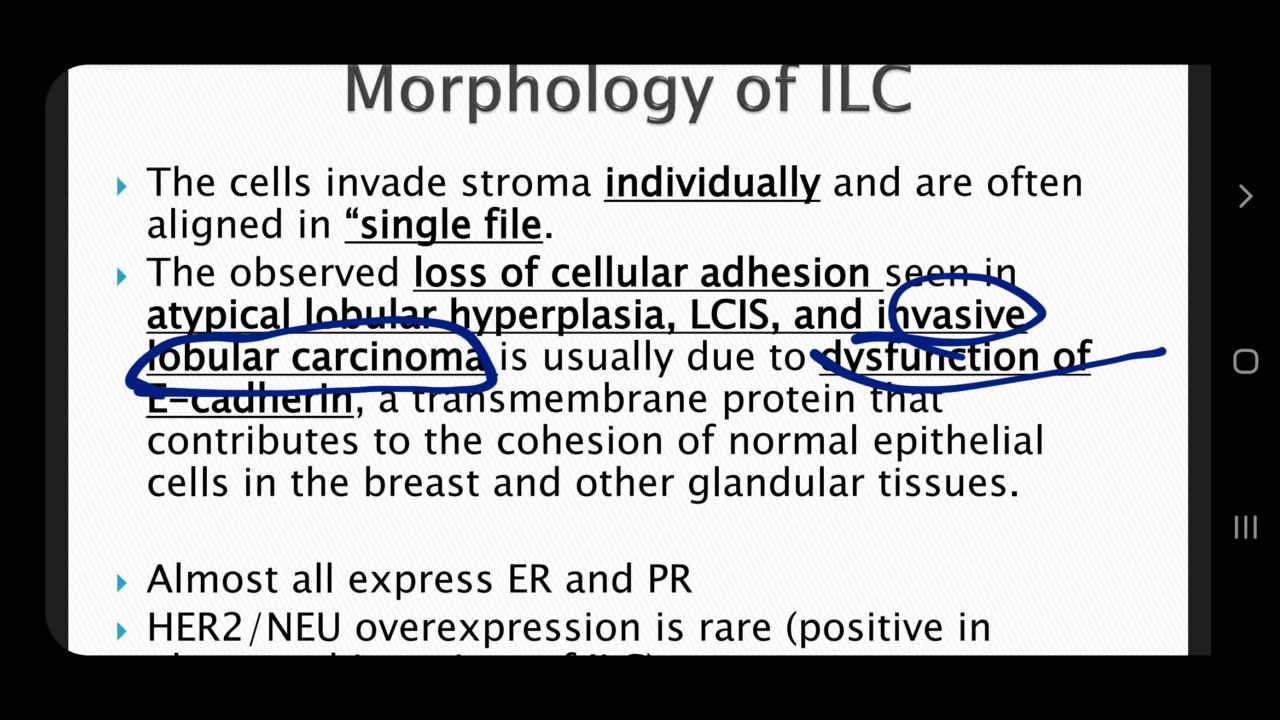 Morphology of ILC
The cells invade stroma individually and are often
aligned in “single file.
The observed loss of cellular adhesion seen in
atypical lobular hyperplasia, LCIS, and invasive
lobular carcinoma is usually due to dysfunction of
E-cadherin, a transmembrane protein that
contributes to the cohesion of normal epithelial
cells in the breast and other glandular tissues.
Almost all express ER and PR
HER2/NEU overexpression is rare (positive in